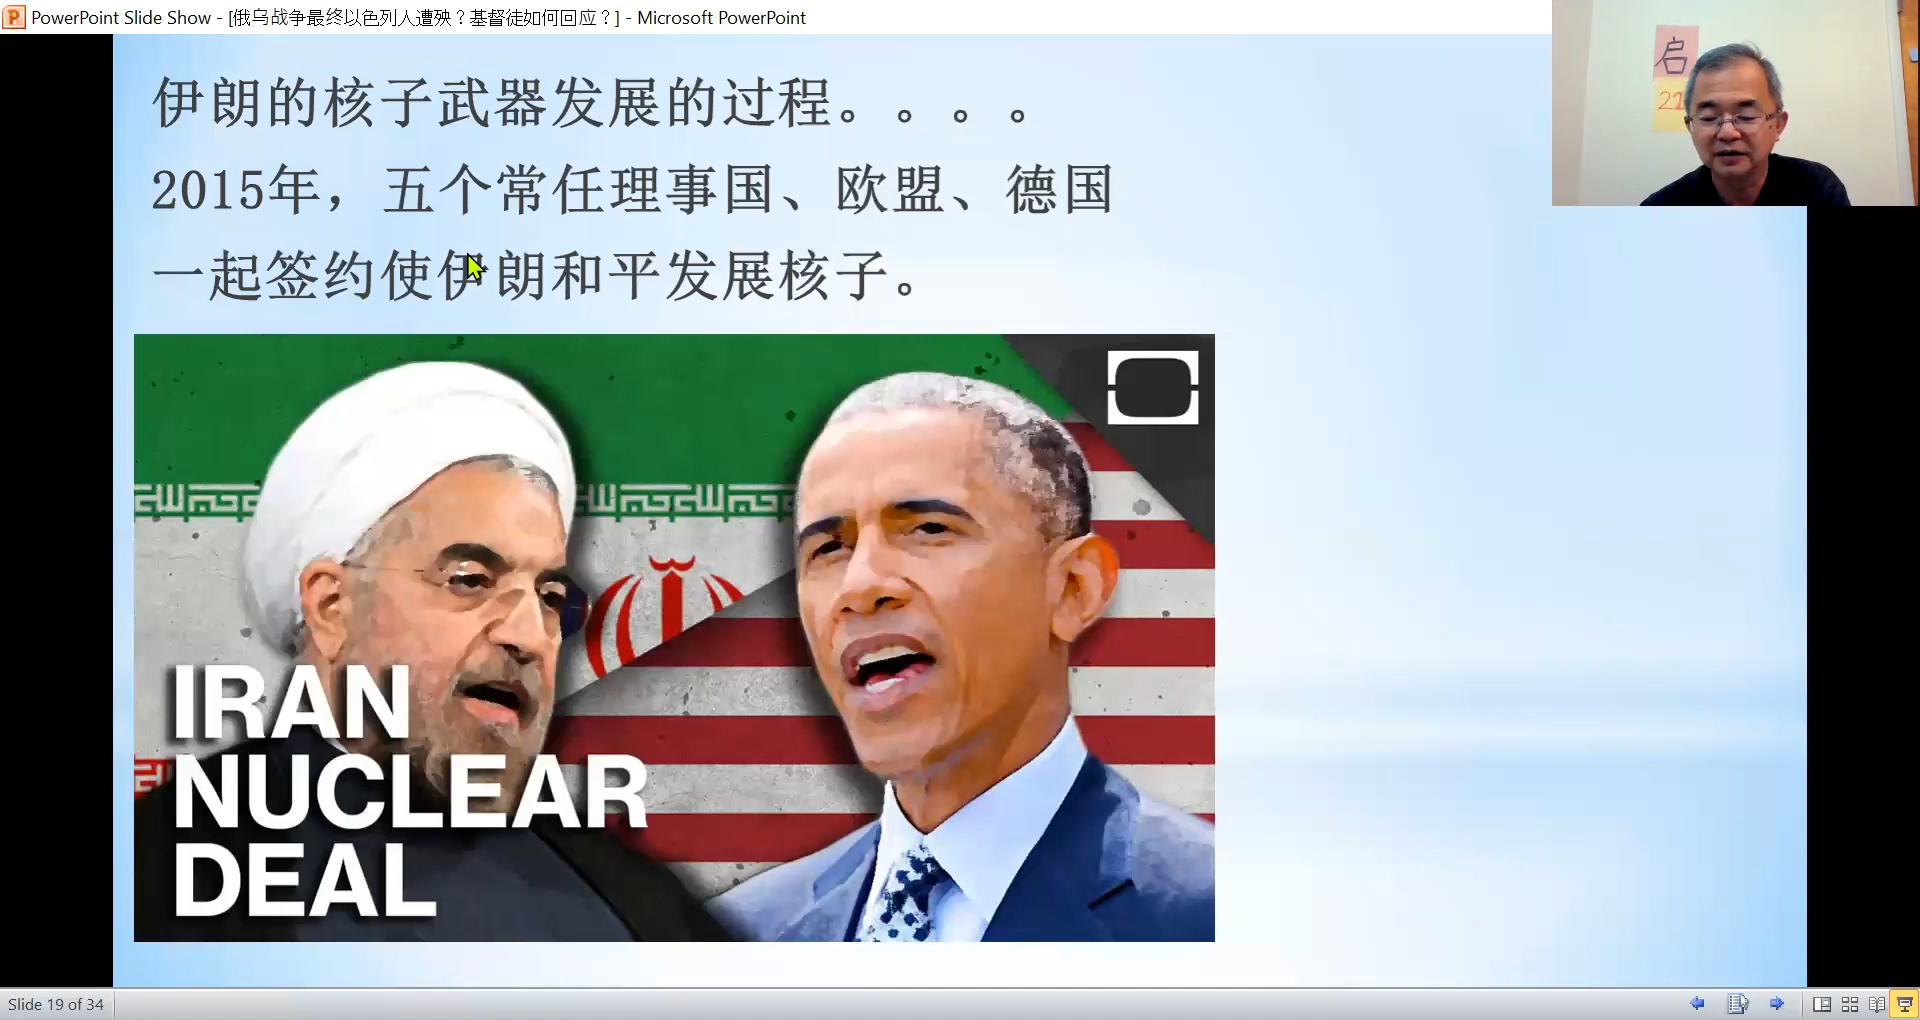 PowerPoint Slide Show - [俄乌战争最终以色列人遭殃？基督徒如何回应？] - Microsoft PowerPoint
启
21
伊朗的核子武器发展的过程。。。。
2015年，五个常任理事国、欧盟、德国
一起签约使伊朗和平发展核子。
IRAN
NUCLEAR
DEAL
Slide 19 of 34